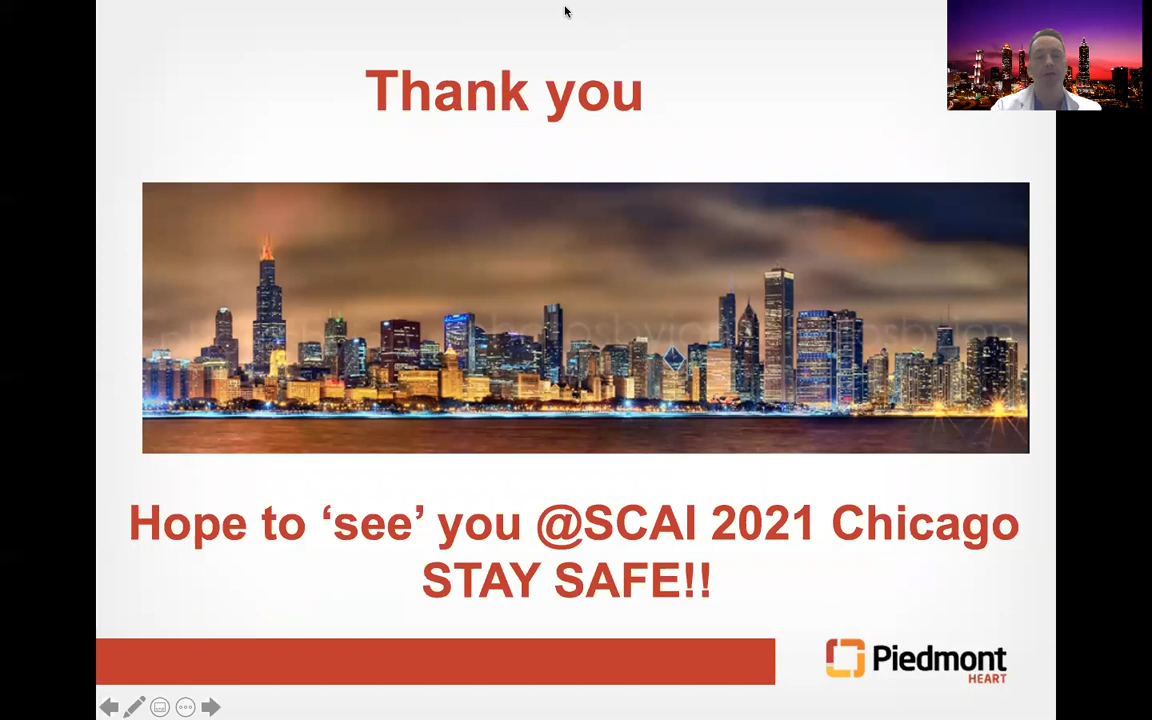 Thank you
Hope to ‘see’ you @SCAI 2021 Chicago
STAY SAFE!!
Piedmont
HEART